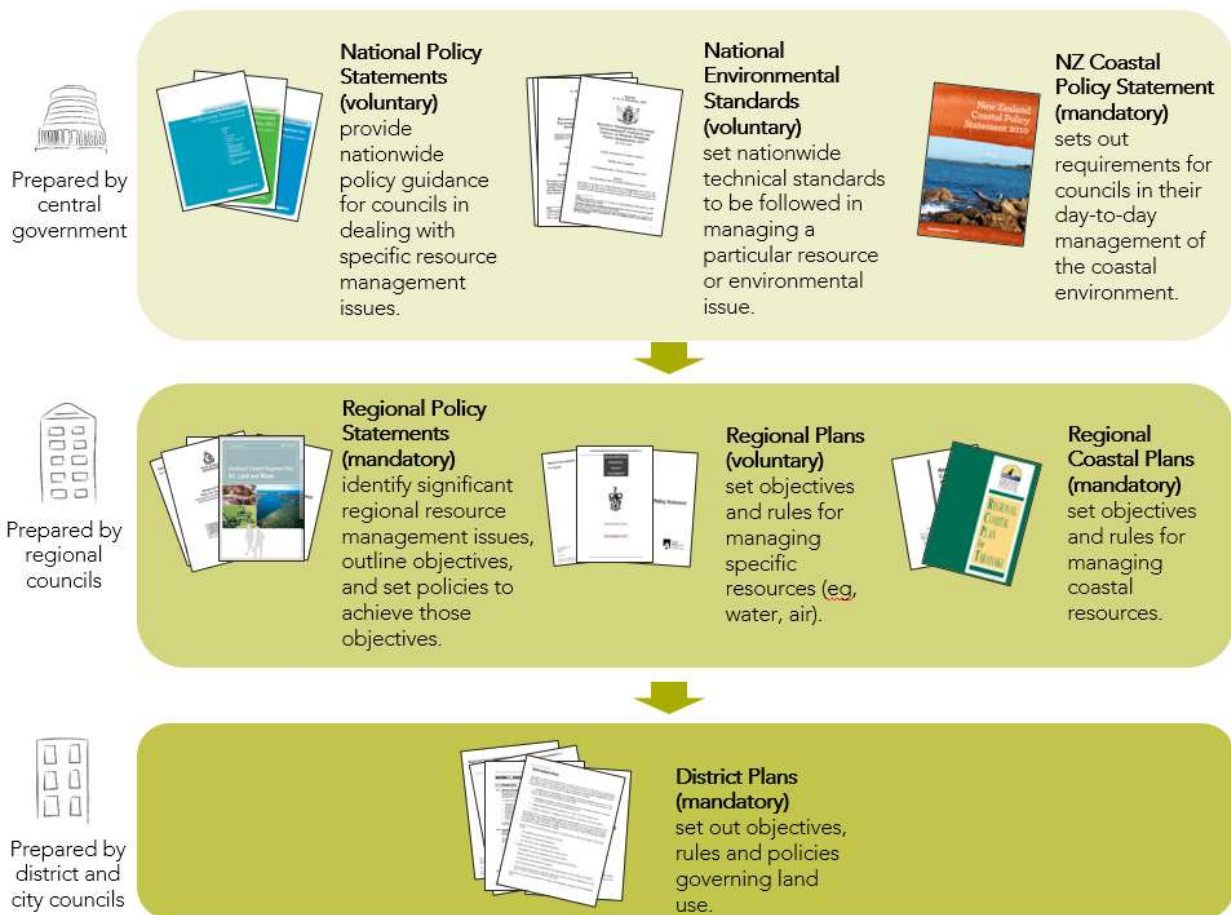 Prepared by
central
government
National Policy
Statements
(voluntary)
provide
nationwide
policy guidance
for councils in
dealing with
specific resource
management
issues.
National
Environmental
Standards
(voluntary)
set nationwide
technical standards
to be followed in
managing a
particular resource
or environmental
issue.
New Zealand
Coastal Policy
Statement 2010
NZ Coastal
Policy Statement
(mandatory)
sets out
requirements for
councils in their
day-to-day
management of
the coastal
environment.
Prepared by
regional
councils
Regional Policy
Statements
(mandatory)
identify significant
regional resource
management issues,
outline objectives,
and set policies to
achieve those
objectives.
Policy Statement
Regional Plans
(voluntary)
set objectives
and rules for
managing
specific
resources (eg,
water, air).
REGIONAL
COASTAL
PLAN
for
TARANAKI
Regional
Coastal Plans
(mandatory)
set objectives
and rules for
managing
coastal
resources.
Prepared by
district and
city councils
District Plans
(mandatory)
set out objectives,
rules and policies
governing land
use.